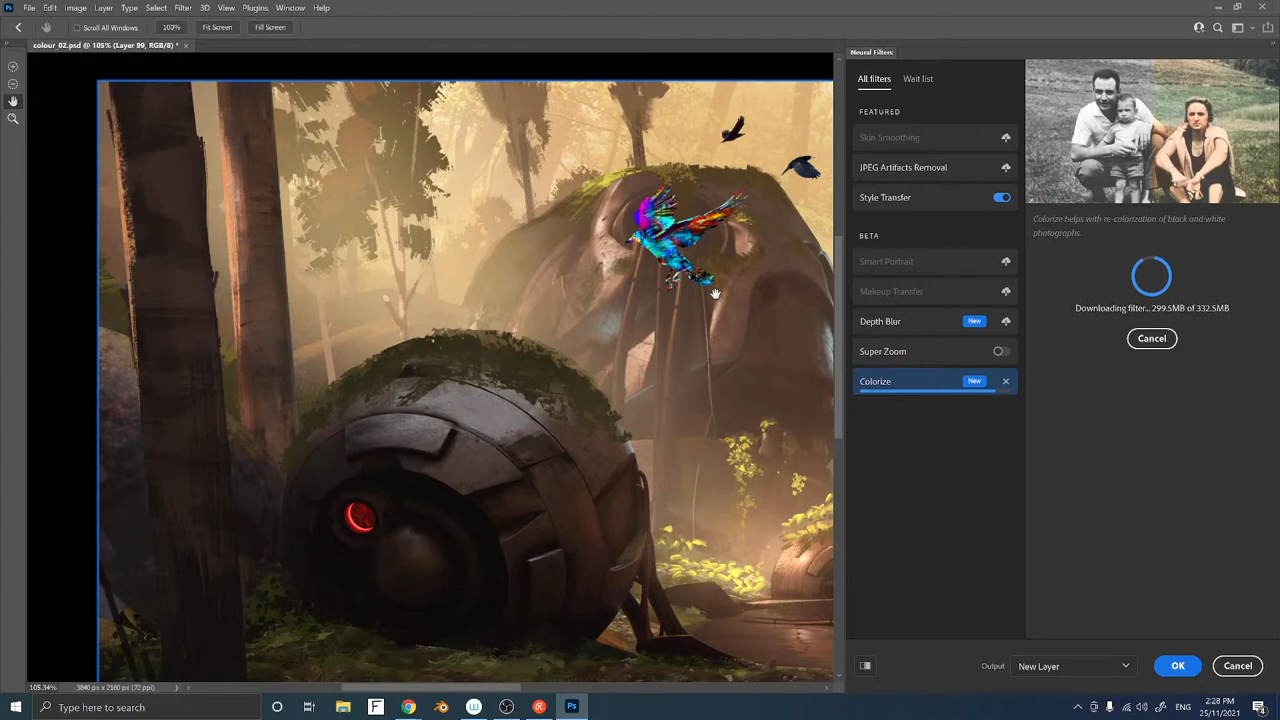 Ps File Edit Image Layer Type Select Filter 3D View Plugins Window Help
Scroll All Windows 100% Fit Screen Fill Screen
colour_02.psd @ 105% (Layer 99, RGB/8) *
Neural Filters
All filters Wait list
FEATURED
Skin Smoothing
JPEG Artifacts Removal
Style Transfer
BETA
Smart Portrait
Makeup Transfer
Depth Blur New
Super Zoom
Colorize New
Colorize helps with re-colorization of black and white
photographs.
Downloading filter... 299.5MB of 332.5MB
Cancel
Output New Layer OK Cancel
105.34% 3840 px x 2160 px (72 ppi)
Type here to search
Ps
2:28 PM
25/11/2021